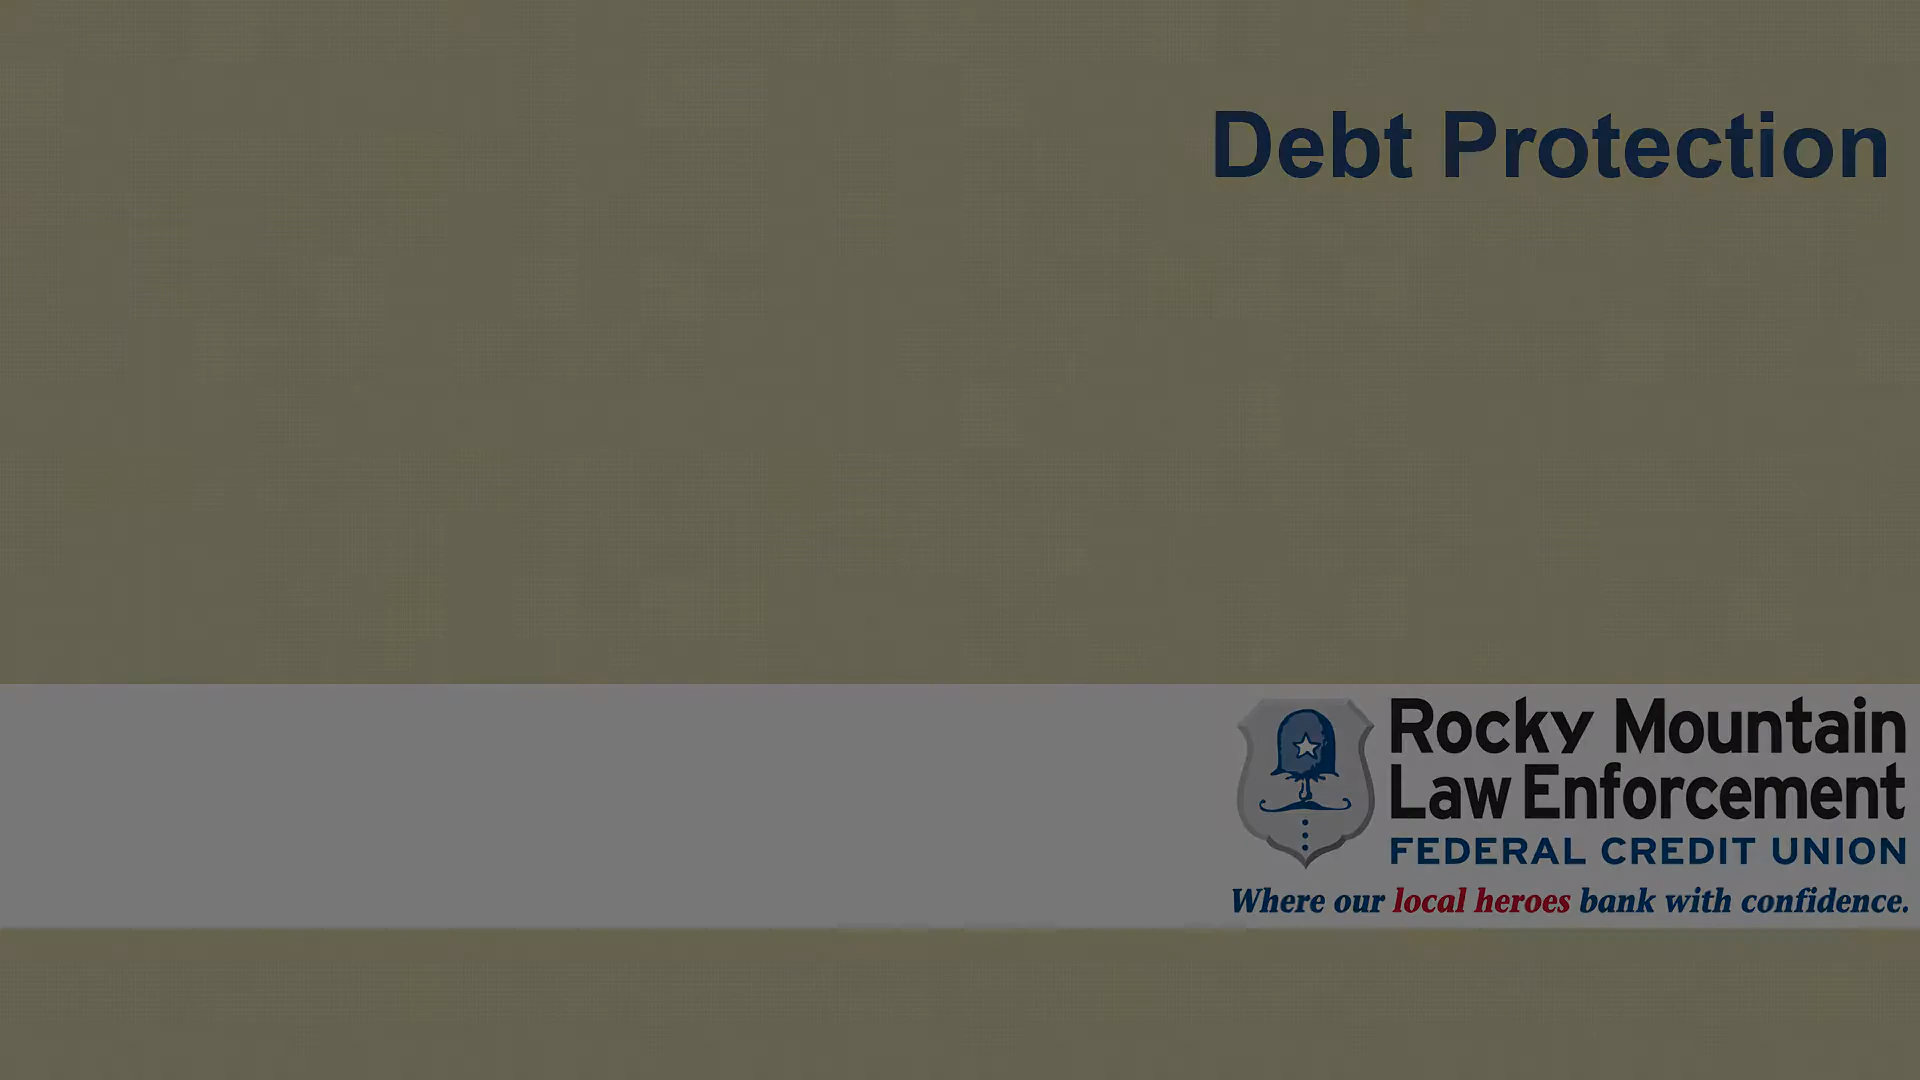 Debt Protection
Rocky Mountain
Law Enforcement
FEDERAL CREDIT UNION
Where our local heroes bank with confidence.